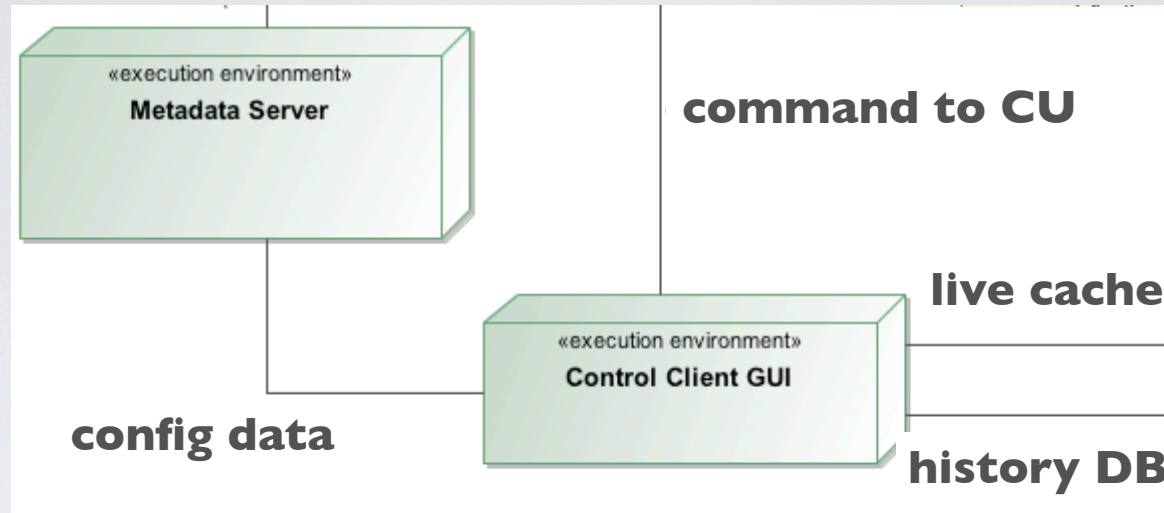 «execution environment»
Metadata Server
command to CU
live cache
«execution environment»
Control Client GUI
config data
history DB